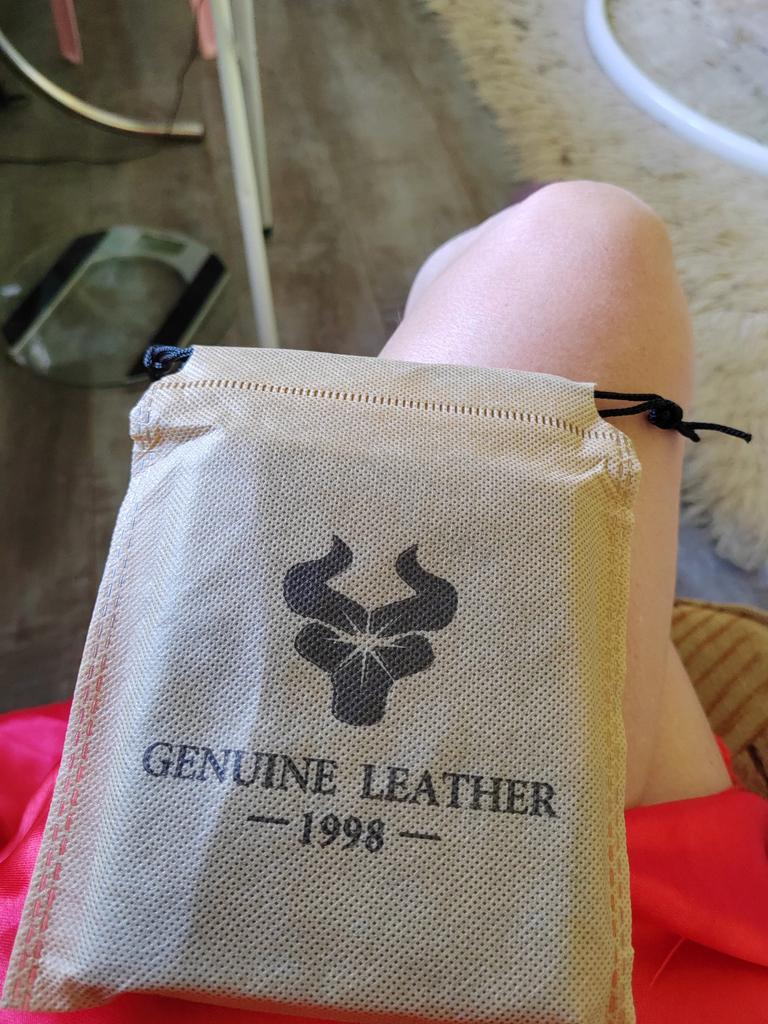 GENUINE LEATHER
— 1998 —